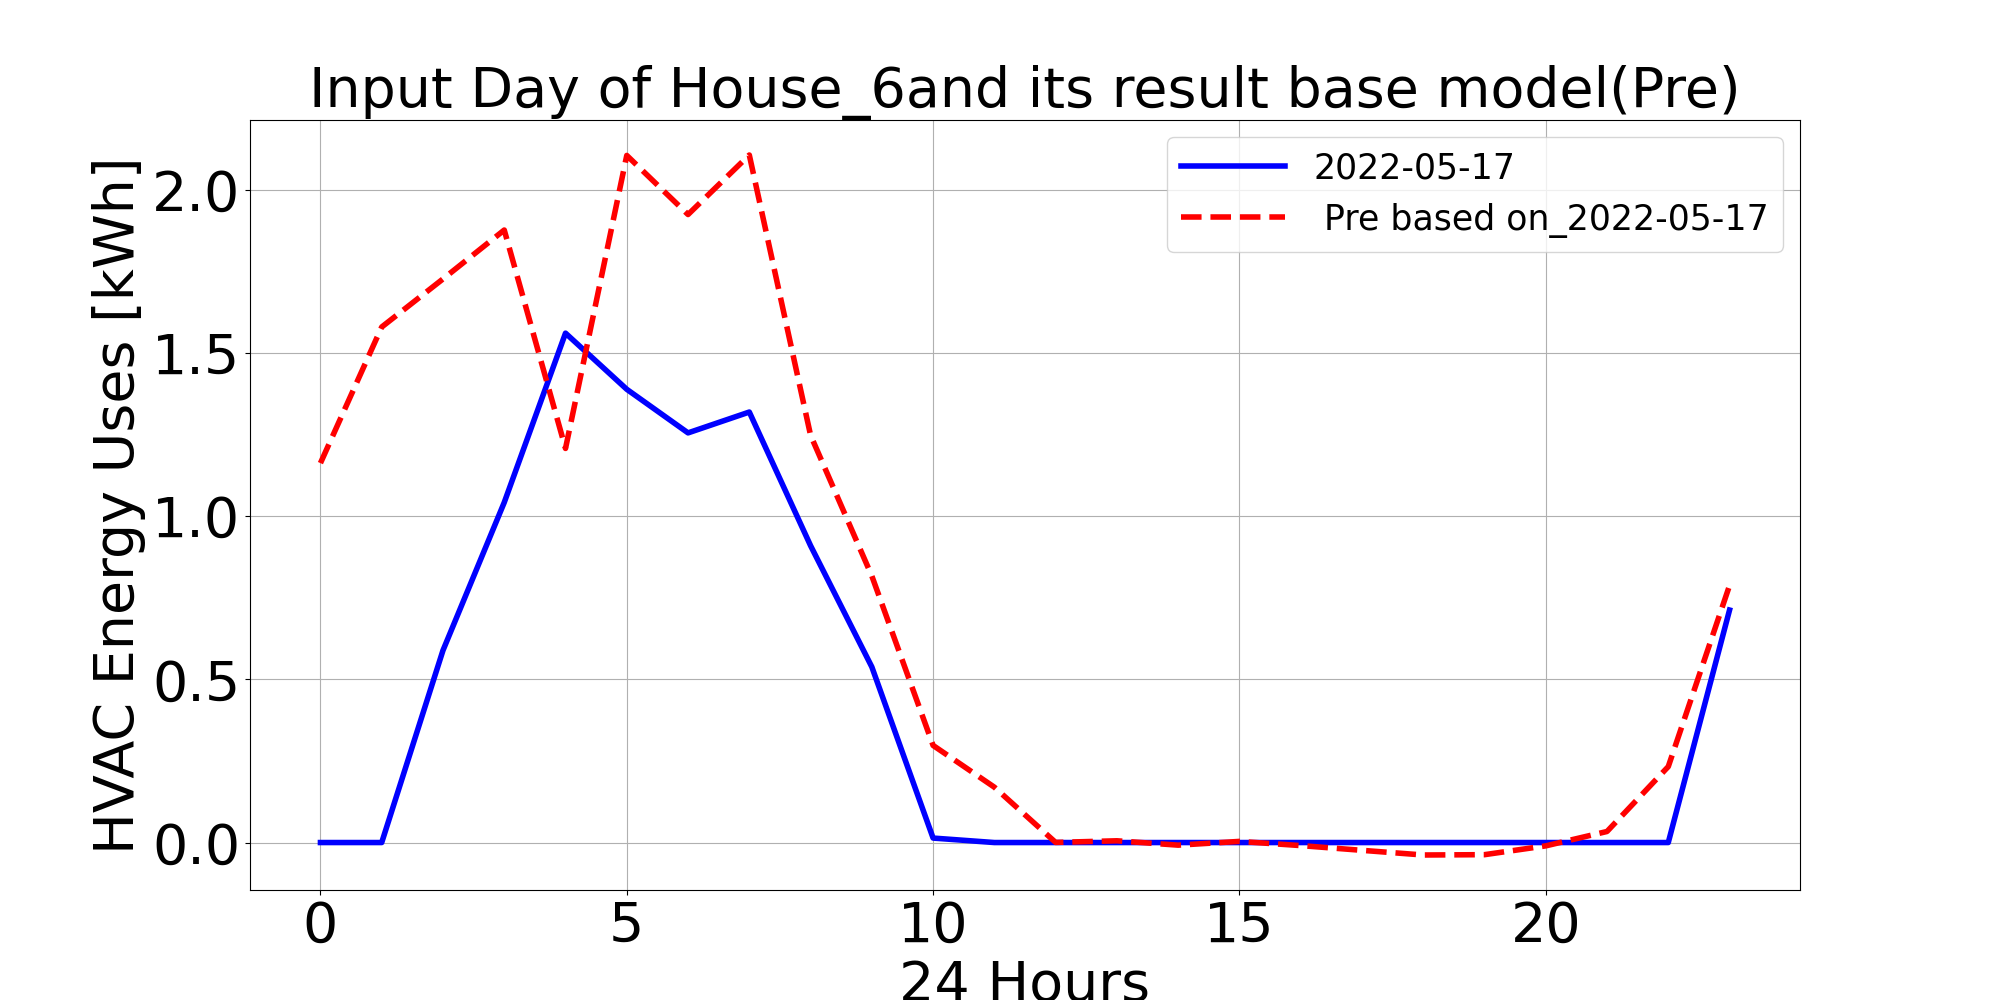 Input Day of House_6and its result base model(Pre)
HVAC Energy Uses [kWh]
2.0
1.5
1.0
0.5
0.0
2022-05-17
Pre based on_2022-05-17
0 5 10 15 20
24 Hours